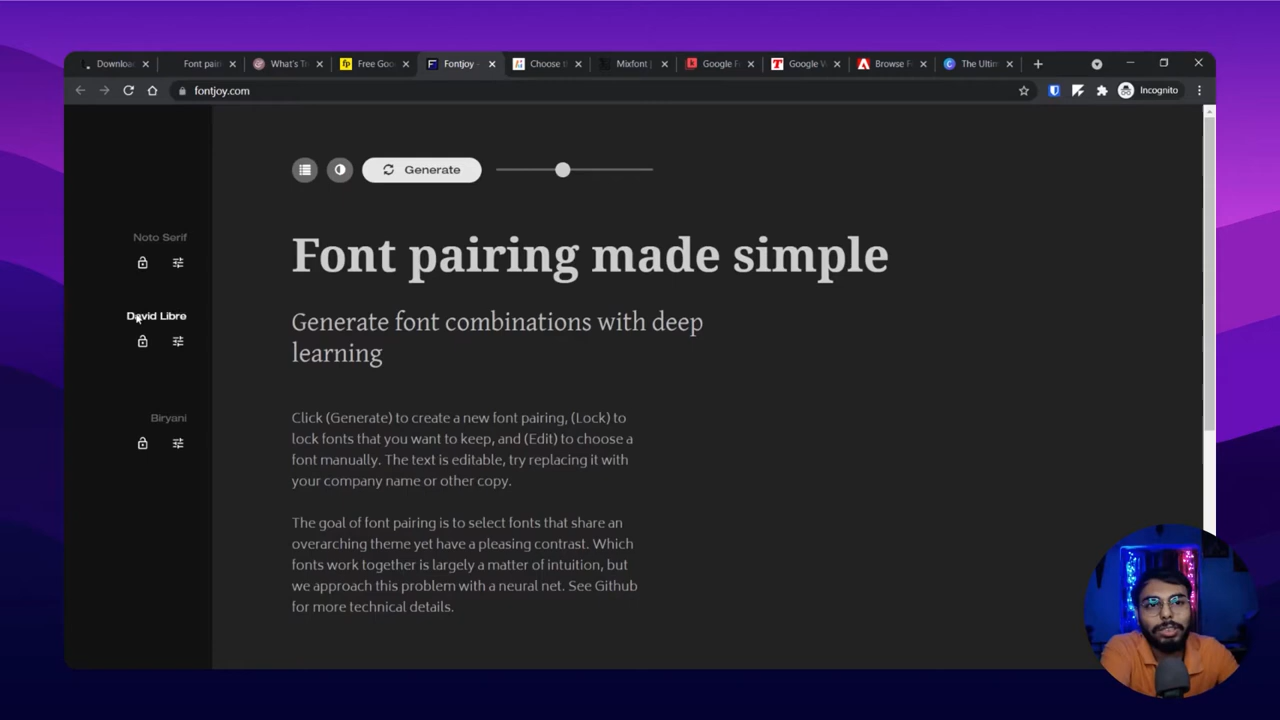 Downloa
Font pair
What's Tr
Free Goo
Fontjoy -
Choose t
Mixfont |
Google F
Google V
Browse F
The Ultim
fontjoy.com
Incognito
Generate
Noto Serif
Font pairing made simple
David Libre
Generate font combinations with deep
learning
Biryani
Click (Generate) to create a new font pairing, (Lock) to
lock fonts that you want to keep, and (Edit) to choose a
font manually. The text is editable, try replacing it with
your company name or other copy.
The goal of font pairing is to select fonts that share an
overarching theme yet have a pleasing contrast. Which
fonts work together is largely a matter of intuition, but
we approach this problem with a neural net. See Github
for more technical details.